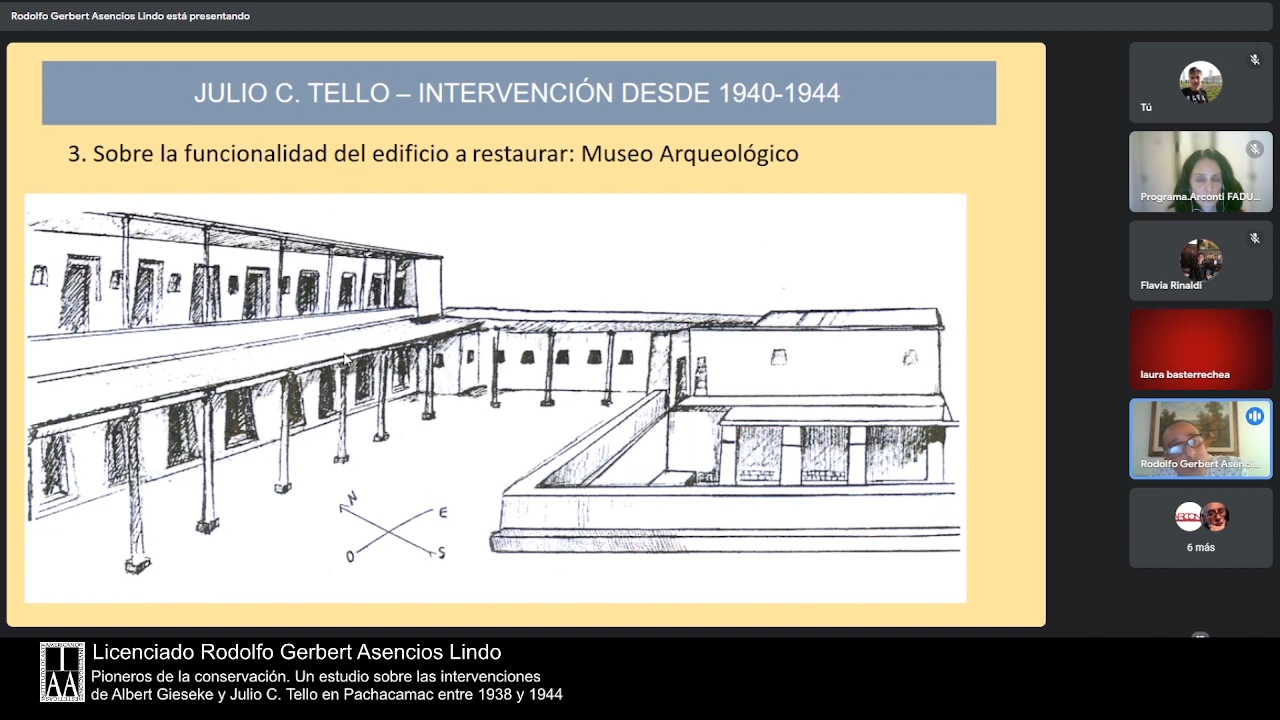 Rodolfo Gerbert Asencios Lindo está presentando
JULIO C. TELLO – INTERVENCIÓN DESDE 1940-1944
3. Sobre la funcionalidad del edificio a restaurar: Museo Arqueológico
N
E
O
S
Tú
Programa.Arconti FADU...
Flavia Rinaldi
laura basterrechea
Rodolfo Gerbert Asenci...
6 más
IAA
Licenciado Rodolfo Gerbert Asencios Lindo
Pioneros de la conservación. Un estudio sobre las intervenciones
de Albert Gieseke y Julio C. Tello en Pachacamac entre 1938 y 1944